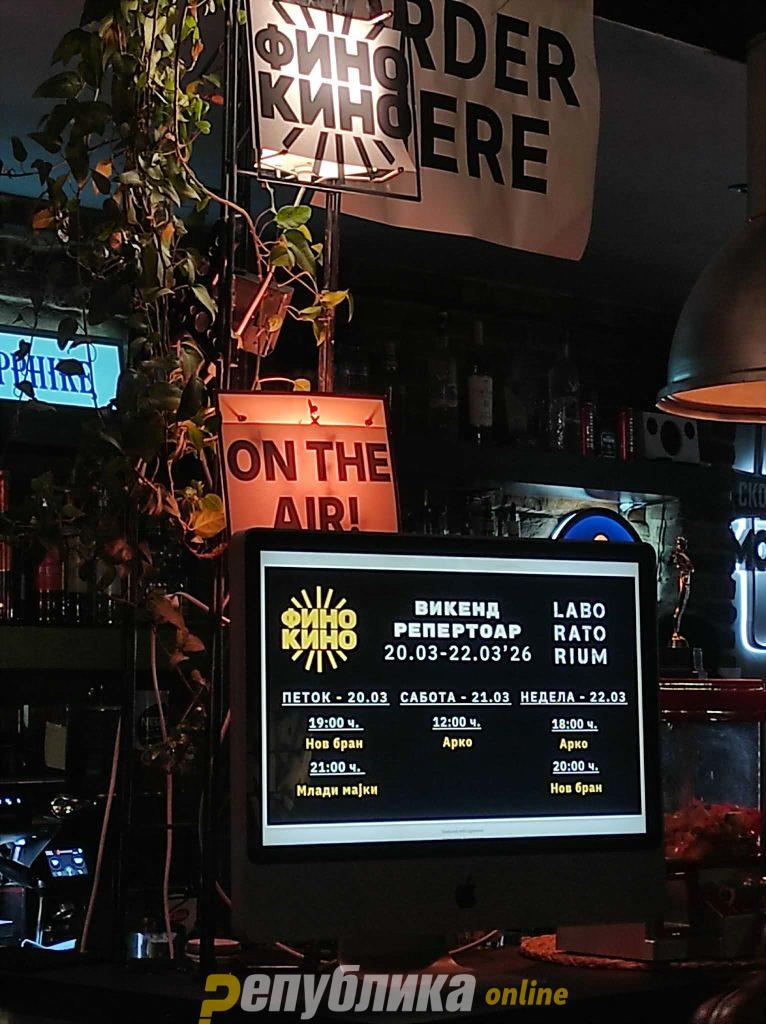 ФИНО
КИНО
ORDER
HERE
ON THE
AIR!
ФИНО
КИНО
ВИКЕНД
РЕПЕРТОАР
20.03-22.03'26
LABO
RATO
RIUM
ПЕТОК - 20.03
19:00 ч.
Нов бран
21:00 ч.
Млади мајки
САБОТА - 21.03
12:00 ч.
Арко
НЕДЕЛА - 22.03
18:00 ч.
Арко
20:00 ч.
Нов бран
Република online